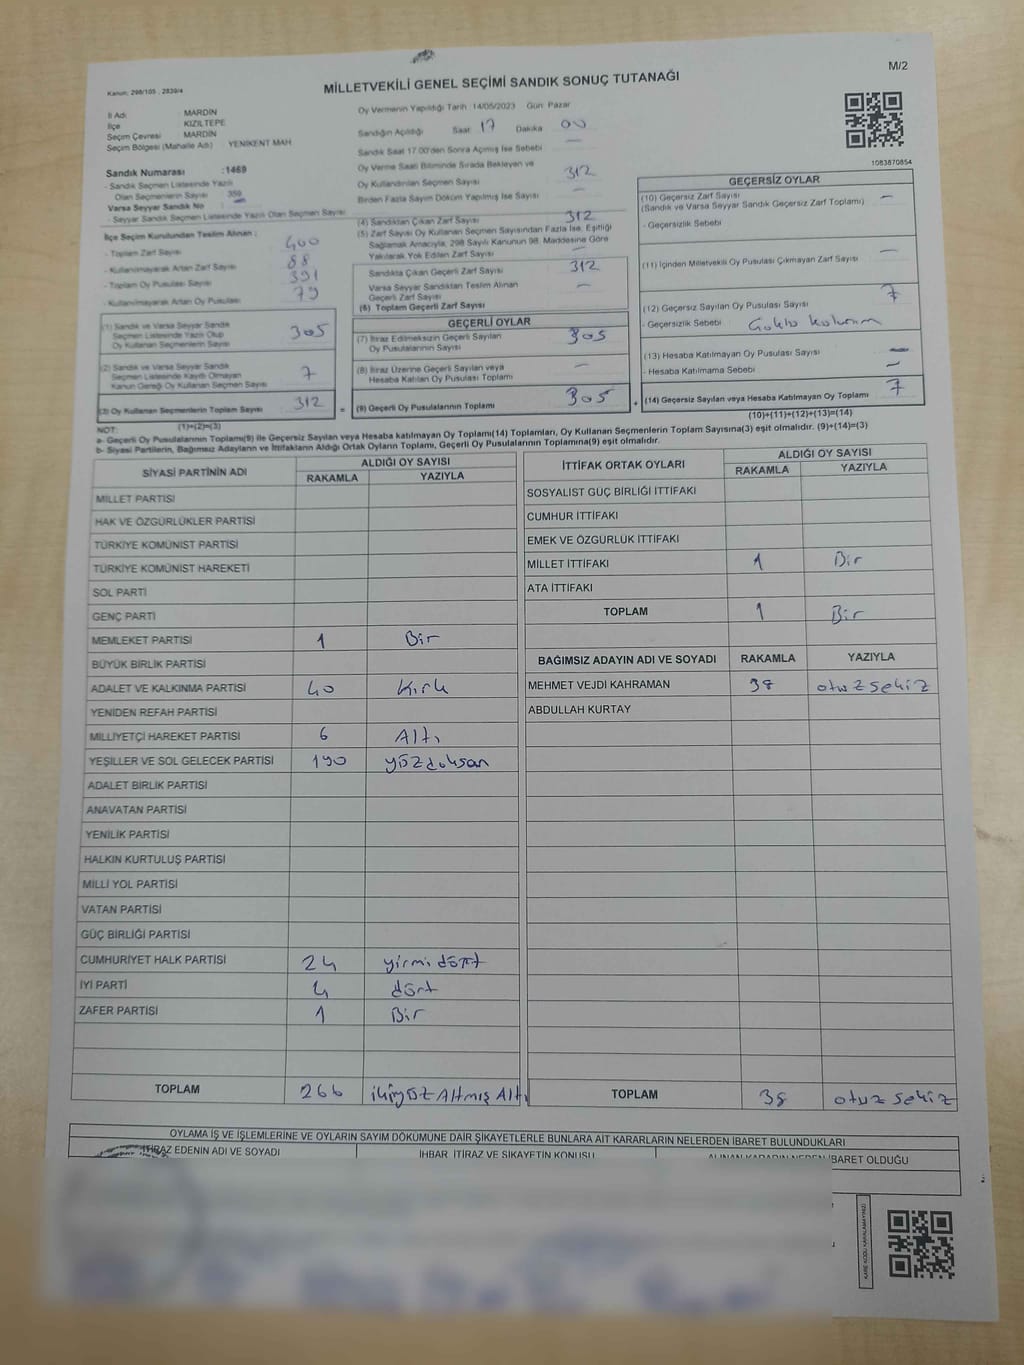 M/2
Kanun: 298/105 , 2839/4
MİLLETVEKİLİ GENEL SEÇİMİ SANDIK SONUÇ TUTANAĞI
İl Adı MARDİN
İlçe KIZILTEPE
Seçim Çevresi MARDİN
Seçim Bölgesi (Mahalle Adı) YENİKENT MAH
Oy Vermenin Yapıldığı Tarih 14/05/2023 Gün: Pazar
Sandığın Açıldığı Saat 17 Dakika 00
Sandık Saat 17.00'den Sonra Açılmış İse Sebebi —
Oy Verme Saati Bitiminde Sırada Bekleyen ve
Oy Kullandırılan Seçmen Sayısı 312
Birden Fazla Sayım Döküm Yapılmış İse Sayısı —
1083870854
Sandık Numarası :1469
- Sandık Seçmen Listesinde Yazılı
Olan Seçmenlerin Sayısı 359
Varsa Seyyar Sandık No
- Seyyar Sandık Seçmen Listesinde Yazılı Olan Seçmen Sayısı
İlçe Seçim Kurulundan Teslim Alınan :
- Toplam Zarf Sayısı 400
- Kullanılmayarak Artan Zarf Sayısı 88
- Toplam Oy Pusulası Sayısı 391
- Kullanılmayarak Artan Oy Pusulası 79
(4) Sandıktan Çıkan Zarf Sayısı 312
(5) Zarf Sayısı Oy Kullanan Seçmen Sayısından Fazla İse, Eşitliği
Sağlamak Amacıyla, 298 Sayılı Kanunun 98. Maddesine Göre
Yakılarak Yok Edilen Zarf Sayısı —
Sandıkta Çıkan Geçerli Zarf Sayısı 312
Varsa Seyyar Sandıktan Teslim Alınan
Geçerli Zarf Sayısı —
(6) Toplam Geçerli Zarf Sayısı
GEÇERSİZ OYLAR
(10) Geçersiz Zarf Sayısı —
(Sandık ve Varsa Seyyar Sandık Geçersiz Zarf Toplamı)
- Geçersizlik Sebebi
(11) İçinden Milletvekili Oy Pusulası Çıkmayan Zarf Sayısı —
(12) Geçersiz Sayılan Oy Pusulası Sayısı 7
- Geçersizlik Sebebi
(13) Hesaba Katılmayan Oy Pusulası Sayısı —
- Hesaba Katılmama Sebebi —
(14) Geçersiz Sayılan veya Hesaba Katılmayan Oy Toplamı 7
(10)+(11)+(12)+(13)=(14)
(1) Sandık ve Varsa Seyyar Sandık
Seçmen Listesinde Yazılı Olup
Oy Kullanan Seçmenlerin Sayısı 305
(2) Sandık ve Varsa Seyyar Sandık
Seçmen Listesinde Kayıtlı Olmayan
Kanun Gereği Oy Kullanan Seçmen Sayısı 7
(3) Oy Kullanan Seçmenlerin Toplam Sayısı 312 =
(1)+(2)=(3)
GEÇERLİ OYLAR
(7) İtiraz Edilmeksizin Geçerli Sayılan
Oy Pusulalarının Sayısı 305
(8) İtiraz Üzerine Geçerli Sayılan veya
Hesaba Katılan Oy Pusulası Toplamı —
(9) Geçerli Oy Pusulalarının Toplamı 305 +
NOT:
a- Geçerli Oy Pusulalarının Toplamı(9) ile Geçersiz Sayılan veya Hesaba katılmayan Oy Toplamı(14) Toplamları, Oy Kullanan Seçmenlerin Toplam Sayısına(3) eşit olmalıdır. (9)+(14)=(3)
b- Siyasi Partilerin, Bağımsız Adayların ve İttifakların Aldığı Ortak Oyların Toplamı, Geçerli Oy Pusulalarının Toplamına(9) eşit olmalıdır.
SİYASİ PARTİNİN ADI ALDIĞI OY SAYISI
RAKAMLA YAZIYLA
MİLLET PARTİSİ
HAK VE ÖZGÜRLÜKLER PARTİSİ
TÜRKİYE KOMÜNİST PARTİSİ
TÜRKİYE KOMÜNİST HAREKETİ
SOL PARTİ
GENÇ PARTİ
MEMLEKET PARTİSİ 1 Bir
BÜYÜK BİRLİK PARTİSİ
ADALET VE KALKINMA PARTİSİ 40 Kırk
YENİDEN REFAH PARTİSİ
MİLLİYETÇİ HAREKET PARTİSİ 6 Altı
YEŞİLLER VE SOL GELECEK PARTİSİ 190 yüzdoksan
ADALET BİRLİK PARTİSİ
ANAVATAN PARTİSİ
YENİLİK PARTİSİ
HALKIN KURTULUŞ PARTİSİ
MİLLİ YOL PARTİSİ
VATAN PARTİSİ
GÜÇ BİRLİĞİ PARTİSİ
CUMHURİYET HALK PARTİSİ 24 yirmi dört
İYİ PARTİ 4 dört
ZAFER PARTİSİ 1 Bir
TOPLAM 266 ikiyüz Altmış Altı
İTTİFAK ORTAK OYLARI ALDIĞI OY SAYISI
RAKAMLA YAZIYLA
SOSYALİST GÜÇ BİRLİĞİ İTTİFAKI
CUMHUR İTTİFAKI
EMEK VE ÖZGÜRLÜK İTTİFAKI
MİLLET İTTİFAKI 1 Bir
ATA İTTİFAKI
TOPLAM 1 Bir
BAĞIMSIZ ADAYIN ADI VE SOYADI RAKAMLA YAZIYLA
MEHMET VEJDİ KAHRAMAN 38 otuz sekiz
ABDULLAH KURTAY
TOPLAM 38 otuz sekiz
OYLAMA İŞ VE İŞLEMLERİNE VE OYLARIN SAYIM DÖKÜMÜNE DAİR ŞİKAYETLERLE BUNLARA AİT KARARLARIN NELERDEN İBARET BULUNDUKLARI
İTİRAZ EDENİN ADI VE SOYADI İHBAR İTİRAZ VE ŞİKAYETİN KONUSU ALINAN KARARIN NEDEN İBARET OLDUĞU
KARE KODU KARALAMAYINIZ